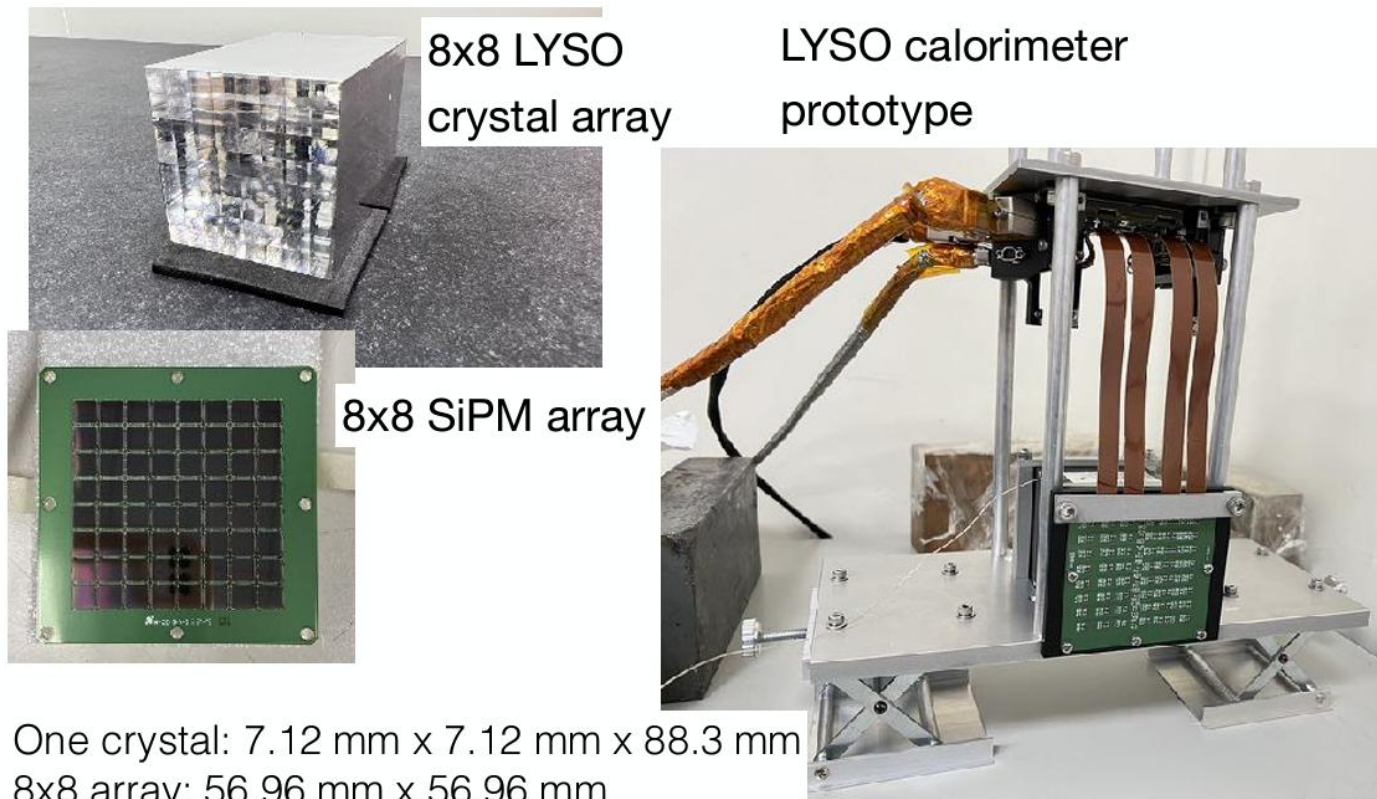 8x8 LYSO
crystal array
LYSO calorimeter
prototype
8x8 SiPM array
One crystal: 7.12 mm x 7.12 mm x 88.3 mm
8x8 array: 56.96 mm x 56.96 mm